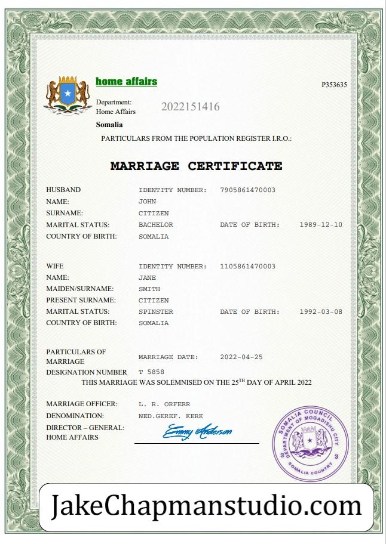 home affairs
P353635
Department: 2022151416
Home Affairs
Somalia
PARTICULARS FROM THE POPULATION REGISTER I.R.O.:
MARRIAGE CERTIFICATE
HUSBAND IDENTITY NUMBER: 7905861470003
NAME: JOHN
SURNAME: CITIZEN
MARITAL STATUS: BACHELOR DATE OF BIRTH: 1989-12-10
COUNTRY OF BIRTH: SOMALIA
WIFE IDENTITY NUMBER: 1105861470003
NAME: JANE
MAIDEN/SURNAME: SMITH
PRESENT SURNAME: CITIZEN
MARITAL STATUS: SPINSTER DATE OF BIRTH: 1992-03-08
COUNTRY OF BIRTH: SOMALIA
PARTICULARS OF
MARRIAGE MARRIAGE DATE: 2022-04-25
DESIGNATION NUMBER T 5858
THIS MARRIAGE WAS SOLEMNISED ON THE 25TH DAY OF APRIL 2022
MARRIAGE OFFICER: L. R. ORFERR
DENOMINATION: NED.GEREF. KERK
DIRECTOR – GENERAL:
HOME AFFAIRS
Emmy Anderson
SOMALIA COUNCIL
DEPARTMENT OF MOGADISHU CITY
SOMALIA COUNTRY
JakeChapmanstudio.com